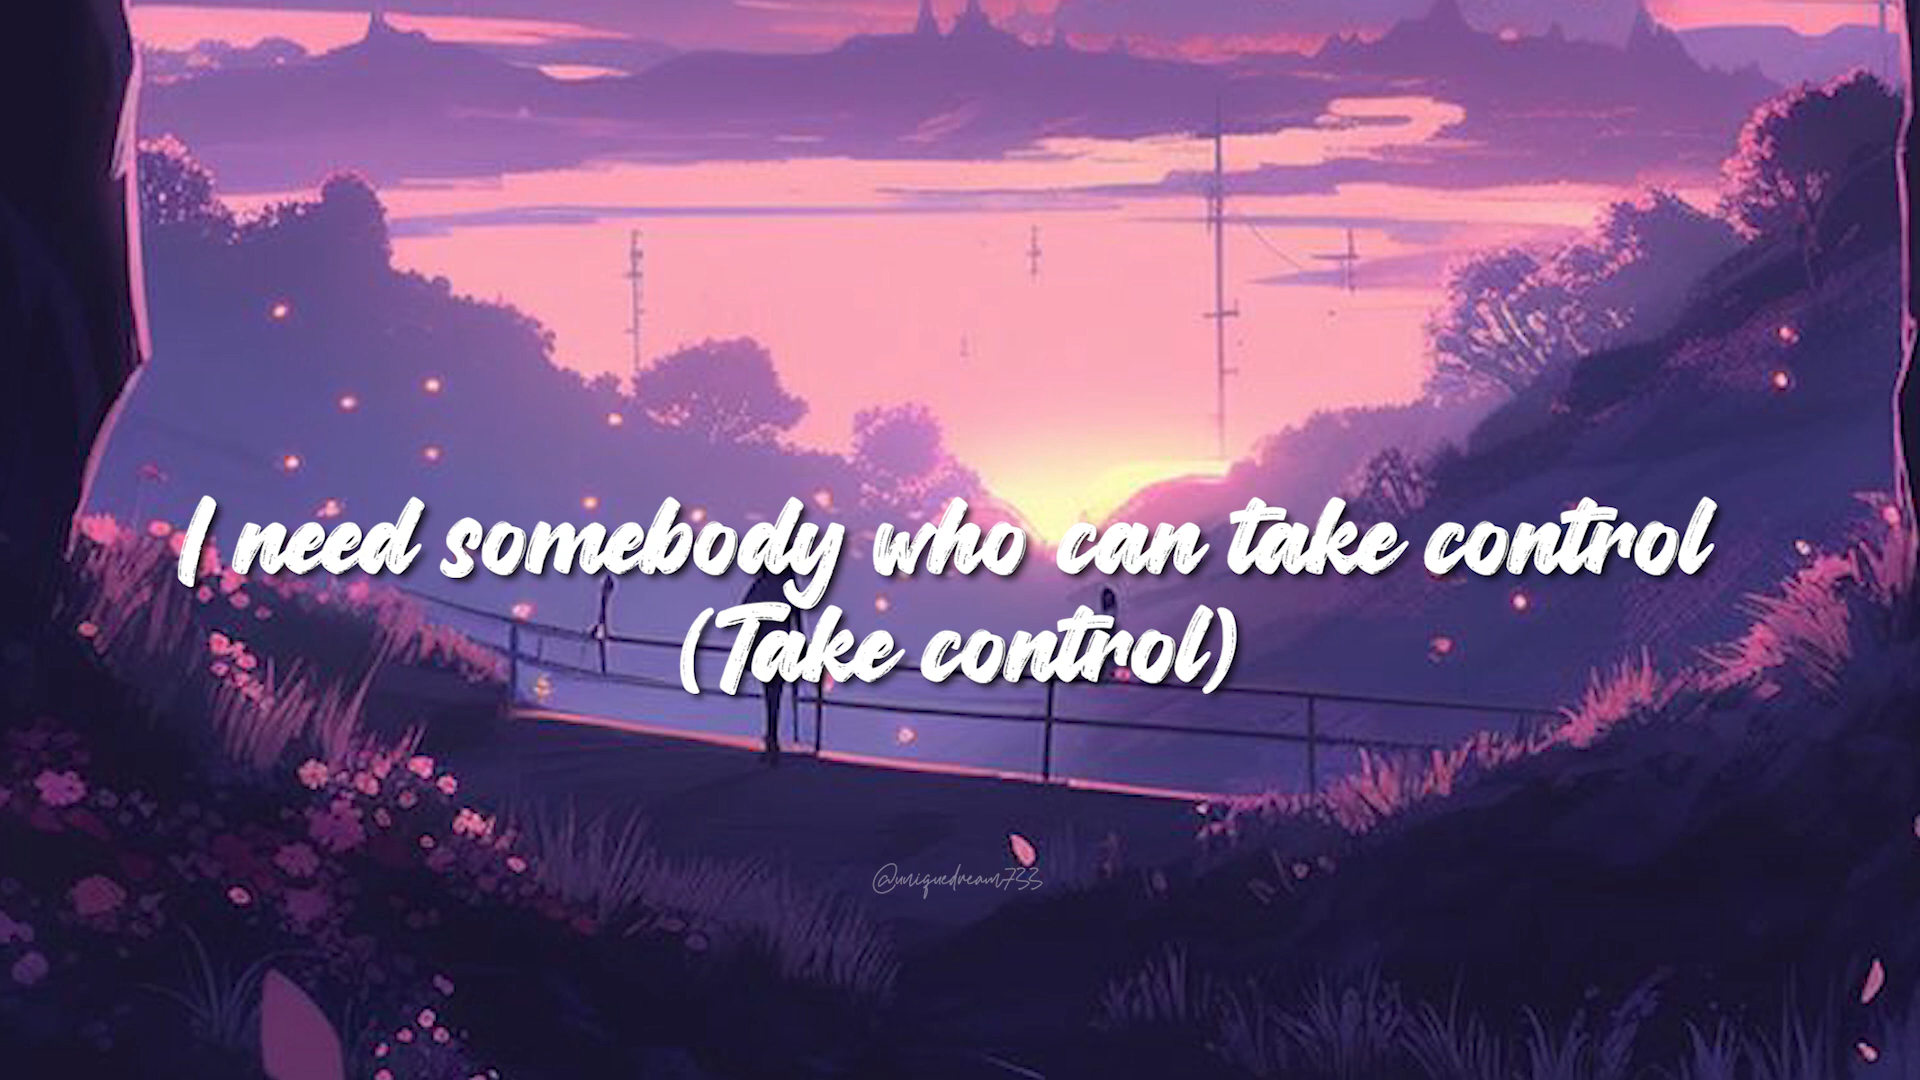 I need somebody who can take control
(Take control)
@uniquedream733